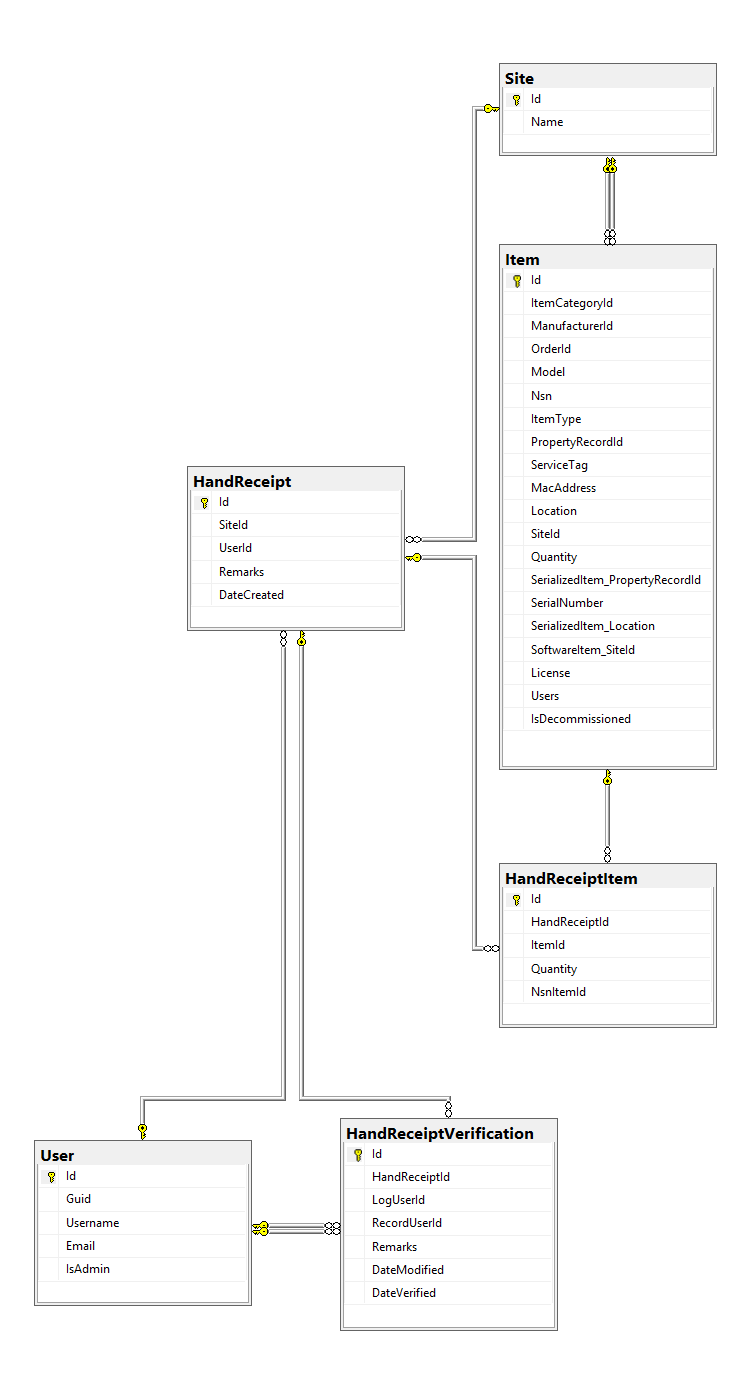 Site
Id
Name
Item
Id
ItemCategoryId
ManufacturerId
OrderId
Model
Nsn
ItemType
PropertyRecordId
ServiceTag
MacAddress
Location
SiteId
Quantity
SerializedItem_PropertyRecordId
SerialNumber
SerializedItem_Location
SoftwareItem_SiteId
License
Users
IsDecommissioned
HandReceipt
Id
SiteId
UserId
Remarks
DateCreated
HandReceiptItem
Id
HandReceiptId
ItemId
Quantity
NsnItemId
User
Id
Guid
Username
Email
IsAdmin
HandReceiptVerification
Id
HandReceiptId
LogUserId
RecordUserId
Remarks
DateModified
DateVerified